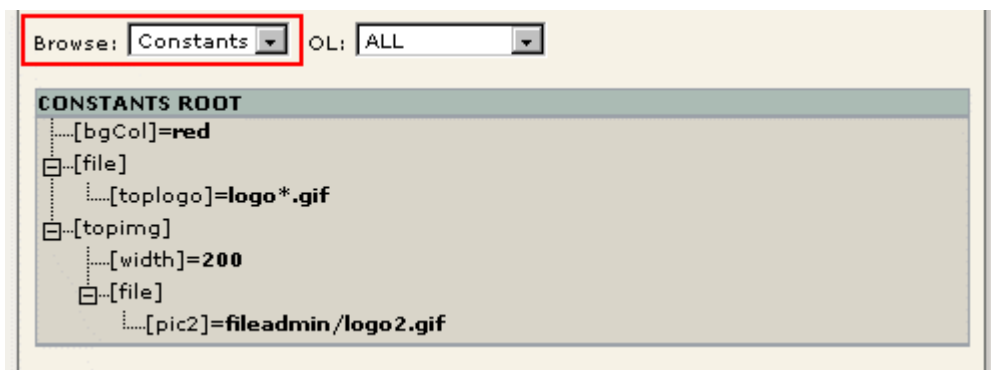 Browse: Constants OL: ALL
CONSTANTS ROOT
[bgCol]=red
[file]
[toplogo]=logo*.gif
[topimg]
[width]=200
[file]
[pic2]=fileadmin/logo2.gif